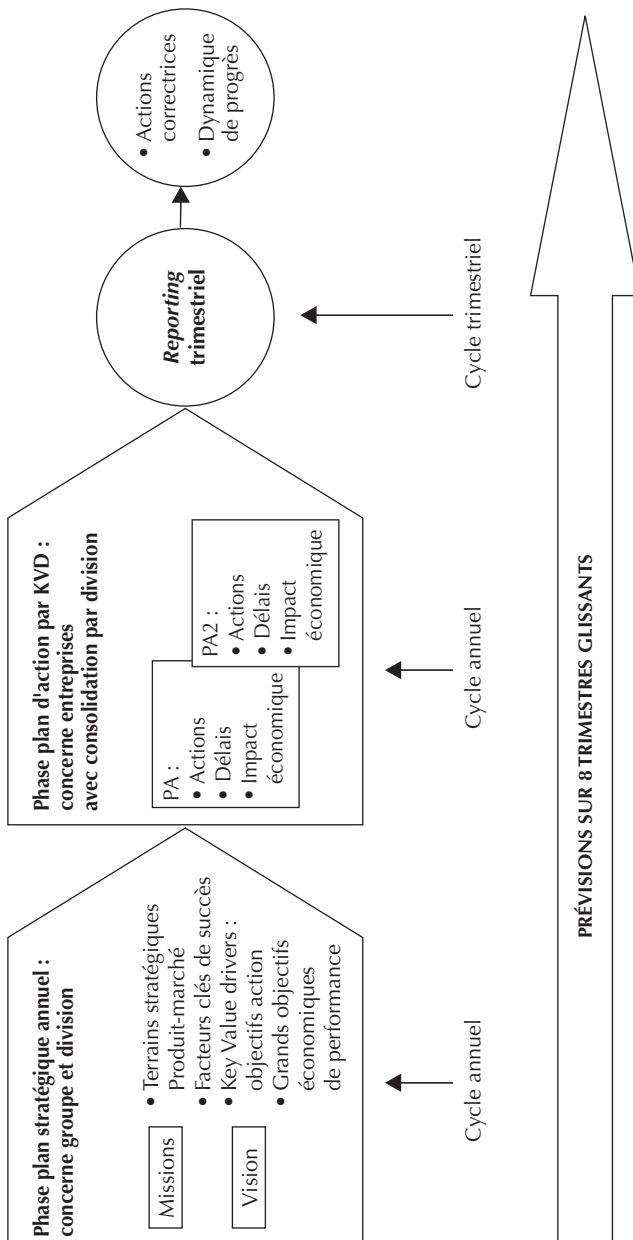 Phase plan stratégique annuel :
concerne groupe et division
Missions
Vision
• Terrains stratégiques
Produit-marché
• Facteurs clés de succès
• Key Value drivers :
objectifs action
• Grands objectifs
économiques
de performance
Cycle annuel
Phase plan d'action par KVD :
concerne entreprises
avec consolidation par division
PA :
• Actions
• Délais
• Impact
économique
PA2 :
• Actions
• Délais
• Impact
économique
Cycle annuel
Reporting
trimestriel
Cycle trimestriel
• Actions
correctrices
• Dynamique
de progrès
PRÉVISIONS SUR 8 TRIMESTRES GLISSANTS